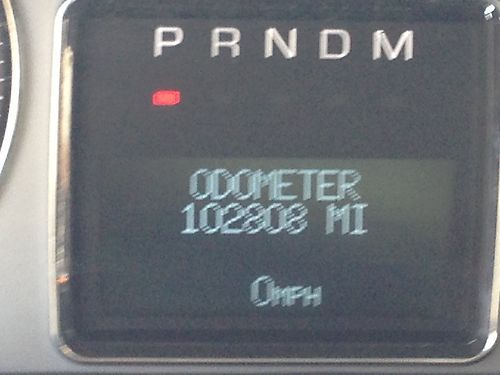 P R N D M
ODOMETER
102808 MI
0MPH